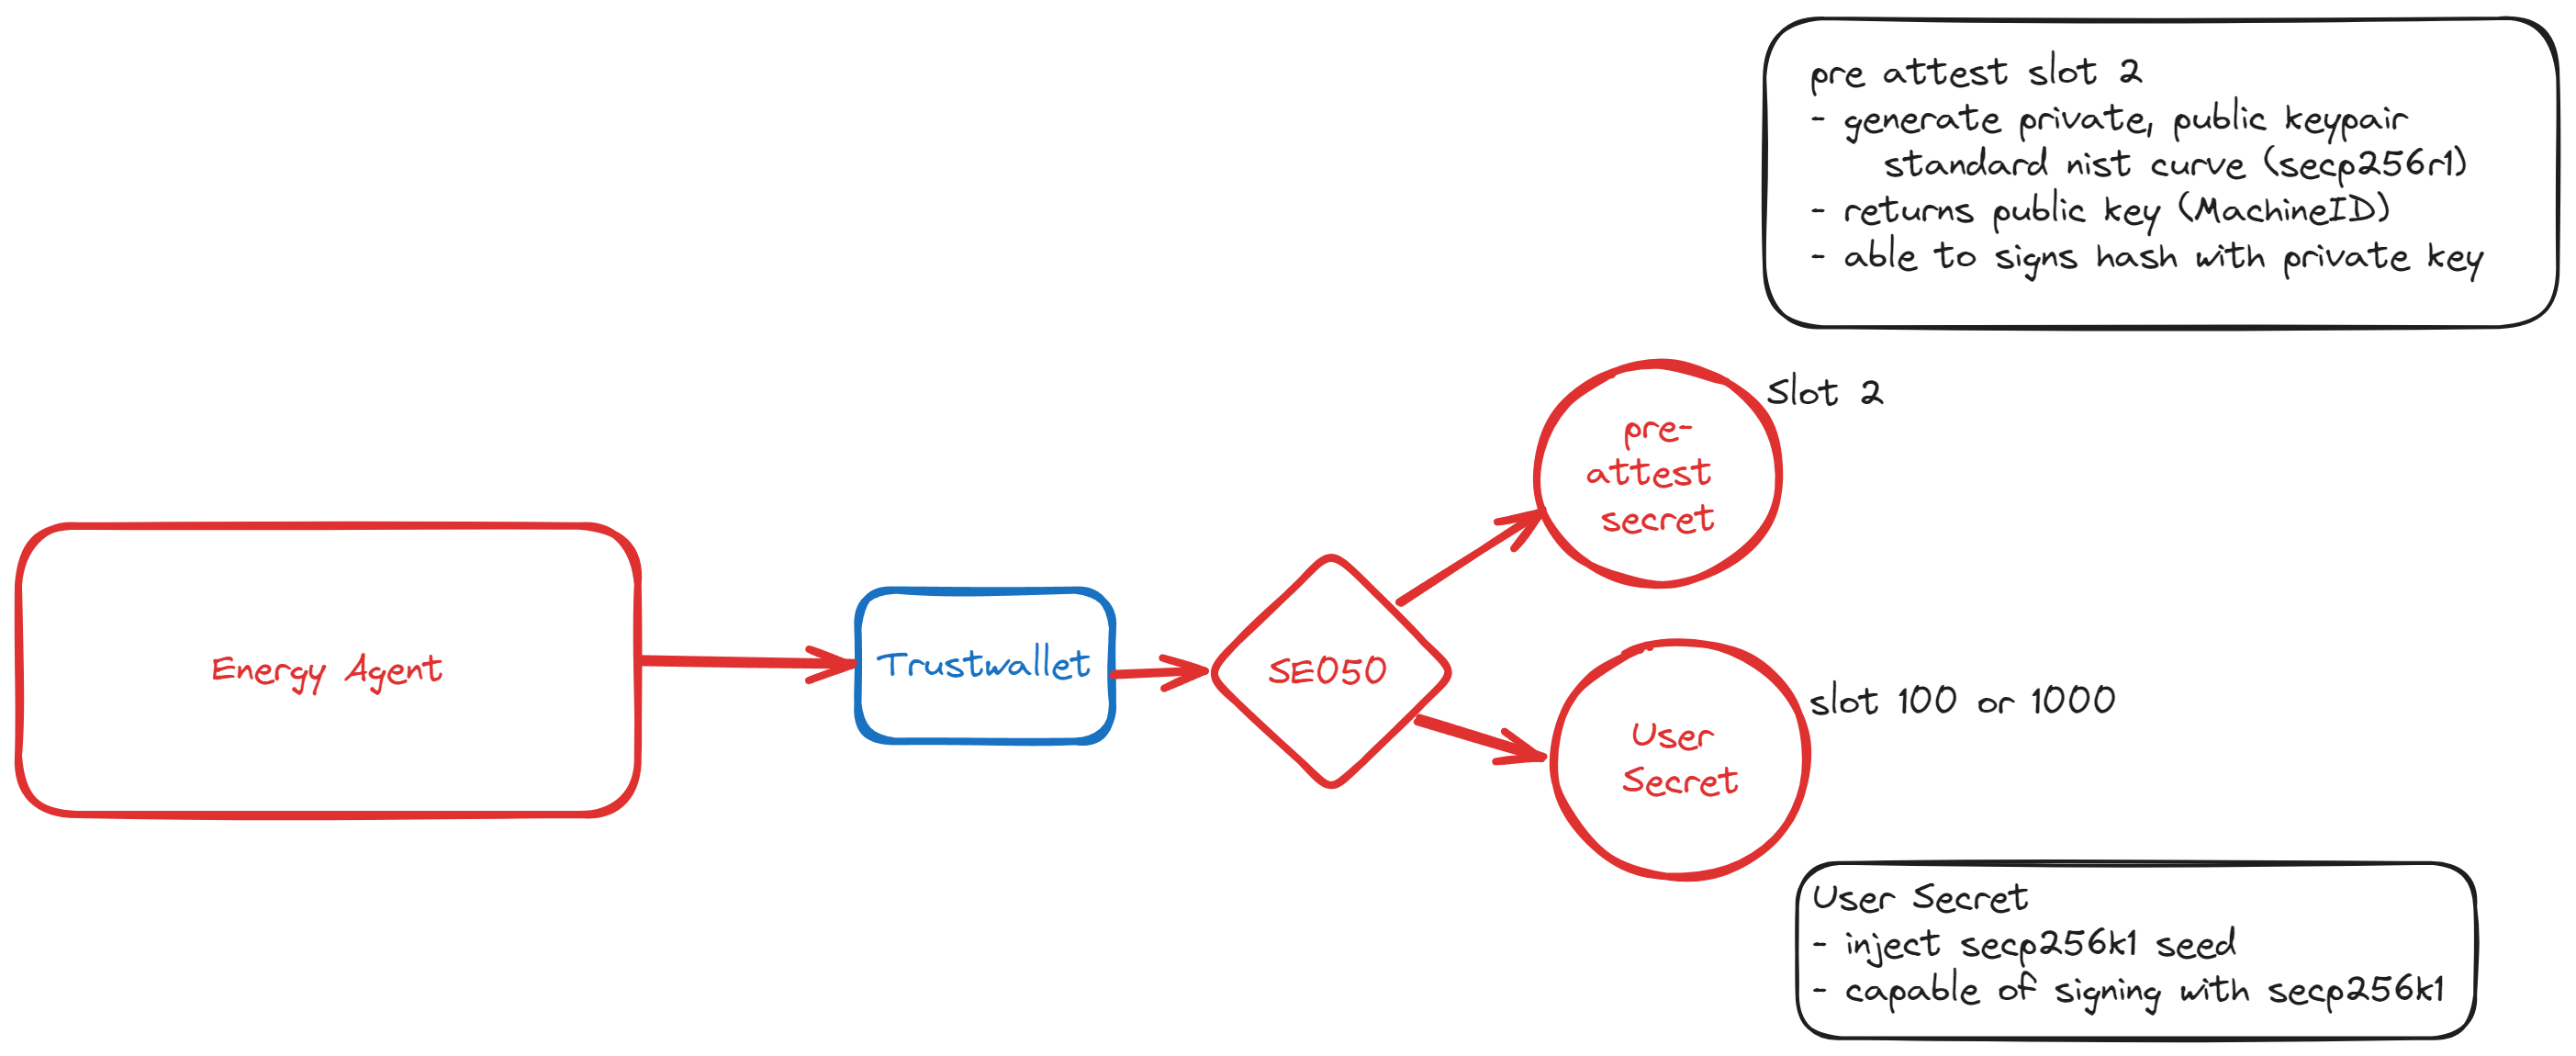 pre attest slot 2
- generate private, public keypair
standard nist curve (secp256r1)
- returns public key (MachineID)
- able to signs hash with private key
Slot 2
pre-
attest
secret
Energy Agent
Trustwallet
SE050
slot 100 or 1000
User
Secret
User Secret
- inject secp256k1 seed
- capable of signing with secp256k1